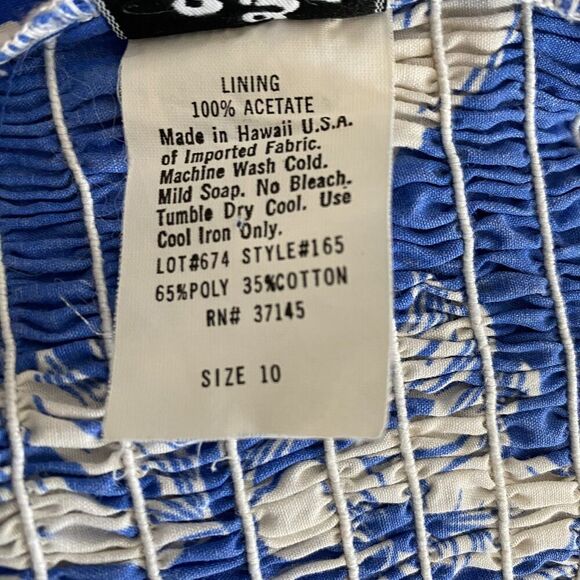 LINING
100% ACETATE
Made in Hawaii U.S.A.
of Imported Fabric.
Machine Wash Cold.
Mild Soap. No Bleach.
Tumble Dry Cool. Use
Cool Iron Only.
LOT#674 STYLE#165
65%POLY 35%COTTON
RN# 37145
SIZE 10